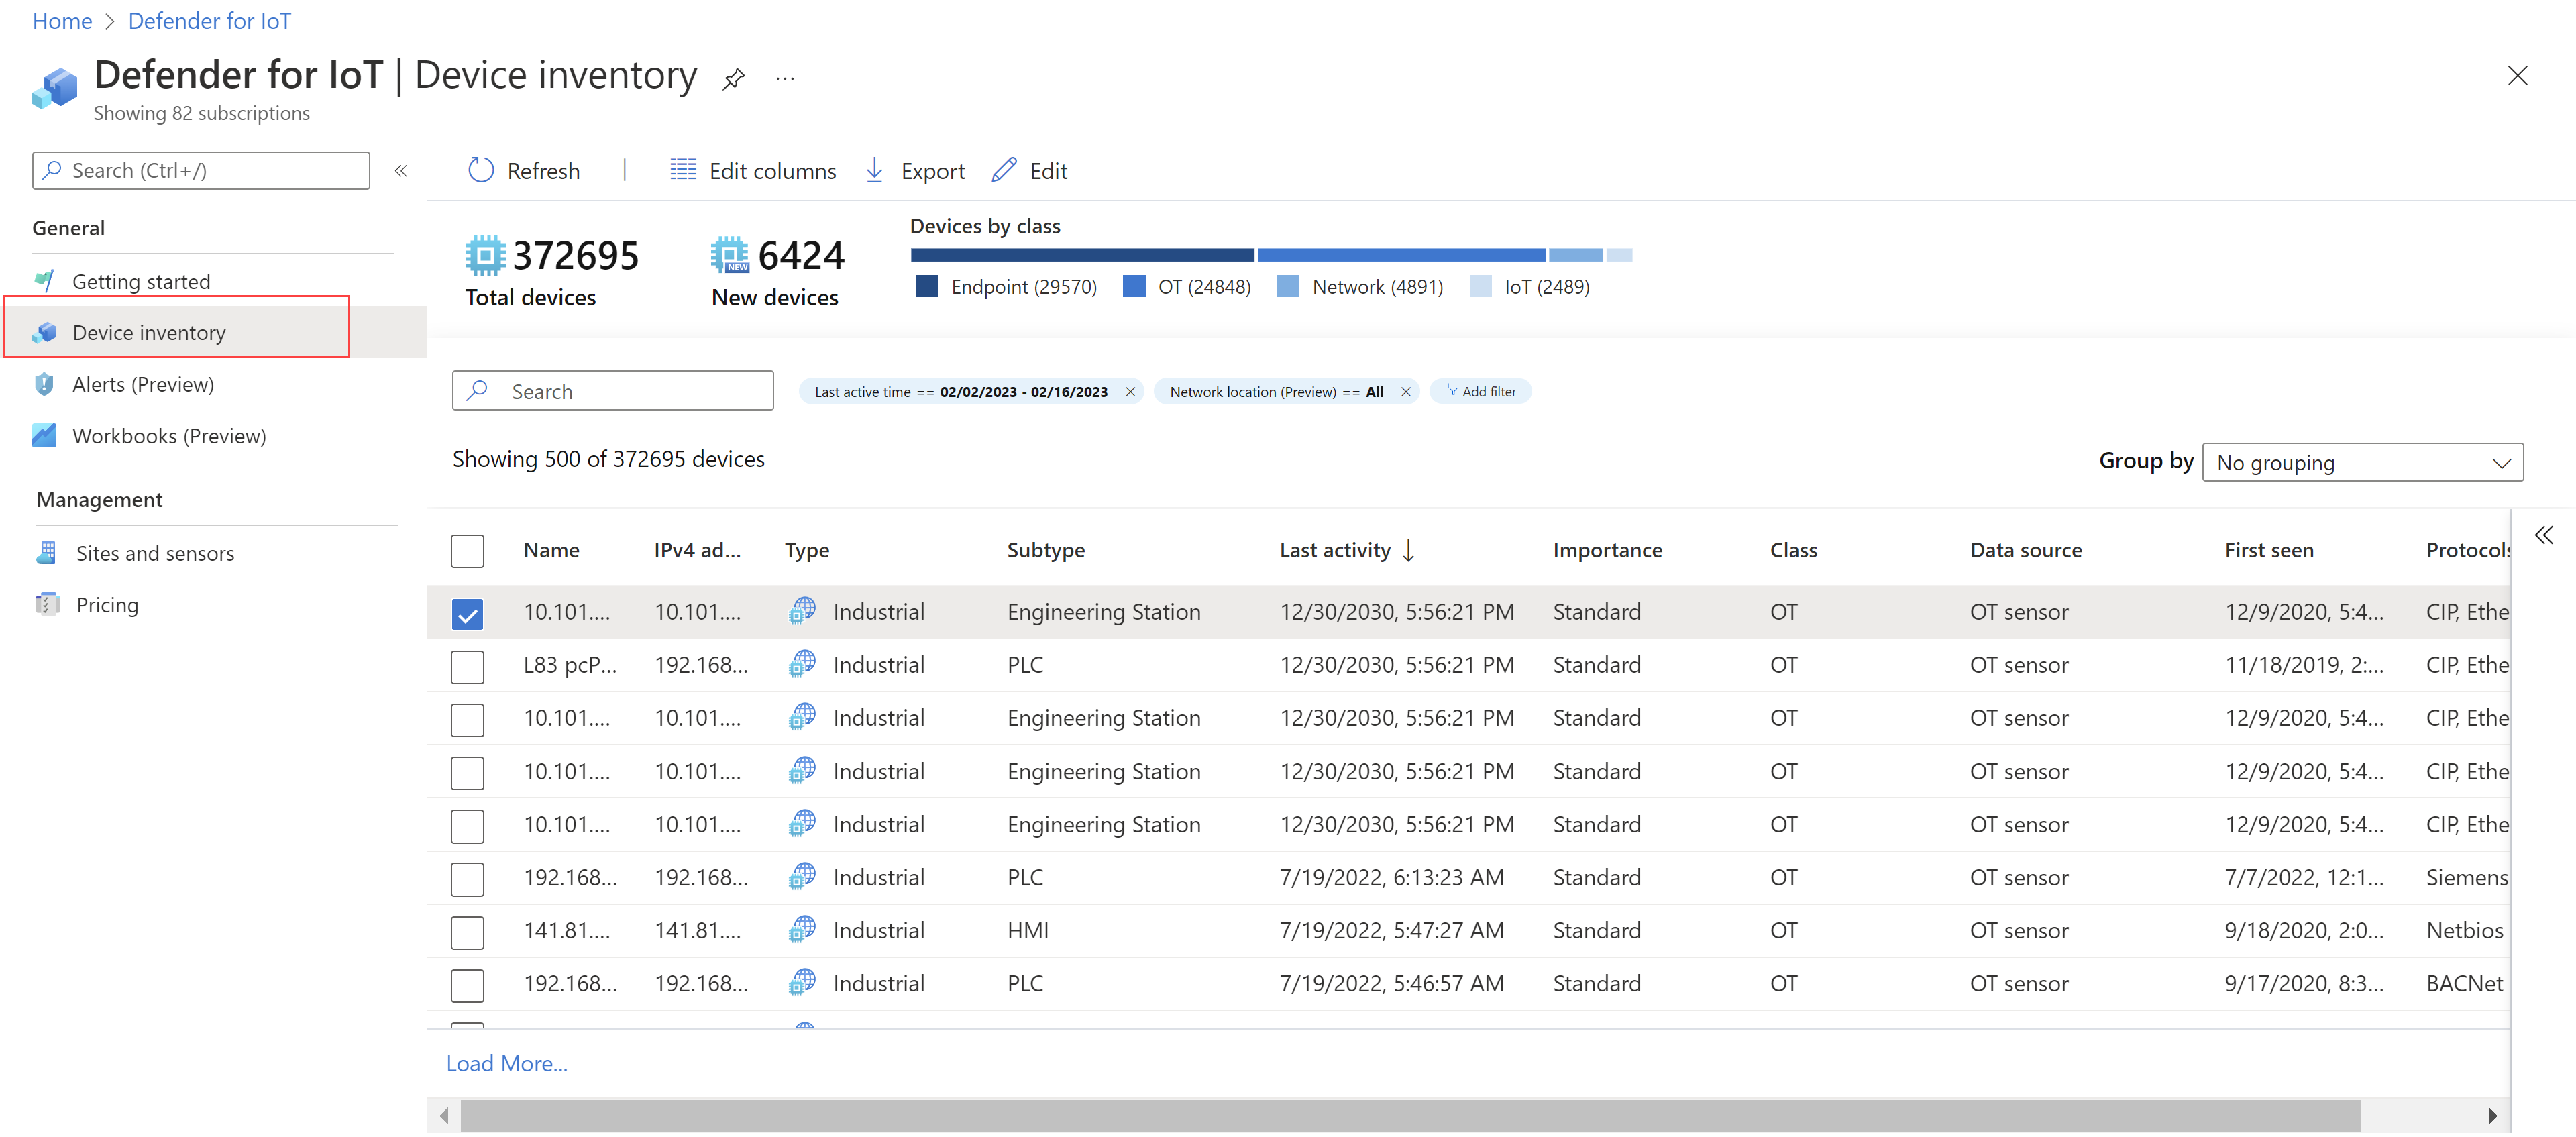 Home > Defender for IoT
Defender for IoT | Device inventory ...
Showing 82 subscriptions
Search (Ctrl+/) «
General
Getting started
Device inventory
Alerts (Preview)
Workbooks (Preview)
Management
Sites and sensors
Pricing
Refresh | Edit columns Export Edit
372695
Total devices
NEW
6424
New devices
Devices by class
Endpoint (29570) OT (24848) Network (4891) IoT (2489)
Search
Last active time == 02/02/2023 - 02/16/2023
Network location (Preview) == All
Add filter
Showing 500 of 372695 devices
Group by No grouping
Name IPv4 ad... Type Subtype Last activity ↓ Importance Class Data source First seen Protocols
10.101.... 10.101.... Industrial Engineering Station 12/30/2030, 5:56:21 PM Standard OT OT sensor 12/9/2020, 5:4... CIP, Ethe
L83 pcP... 192.168... Industrial PLC 12/30/2030, 5:56:21 PM Standard OT OT sensor 11/18/2019, 2:... CIP, Ethe
10.101.... 10.101.... Industrial Engineering Station 12/30/2030, 5:56:21 PM Standard OT OT sensor 12/9/2020, 5:4... CIP, Ethe
10.101.... 10.101.... Industrial Engineering Station 12/30/2030, 5:56:21 PM Standard OT OT sensor 12/9/2020, 5:4... CIP, Ethe
10.101.... 10.101.... Industrial Engineering Station 12/30/2030, 5:56:21 PM Standard OT OT sensor 12/9/2020, 5:4... CIP, Ethe
192.168... 192.168... Industrial PLC 7/19/2022, 6:13:23 AM Standard OT OT sensor 7/7/2022, 12:1... Siemens
141.81.... 141.81.... Industrial HMI 7/19/2022, 5:47:27 AM Standard OT OT sensor 9/18/2020, 2:0... Netbios
192.168... 192.168... Industrial PLC 7/19/2022, 5:46:57 AM Standard OT OT sensor 9/17/2020, 8:3... BACNet
Load More...